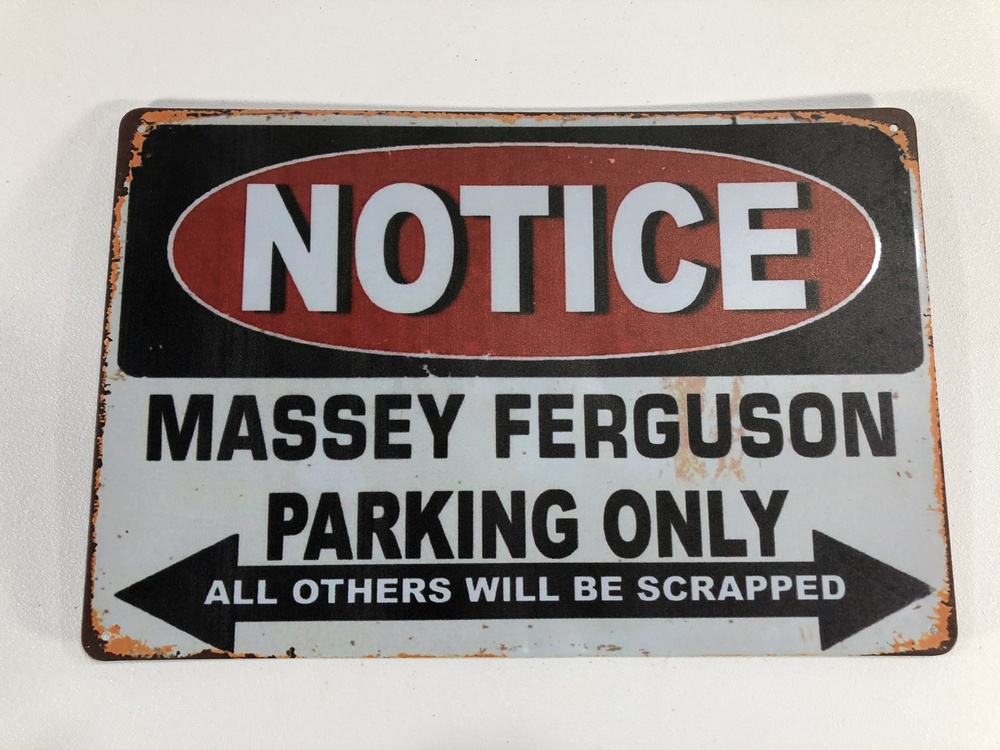 NOTICE
MASSEY FERGUSON
PARKING ONLY
ALL OTHERS WILL BE SCRAPPED